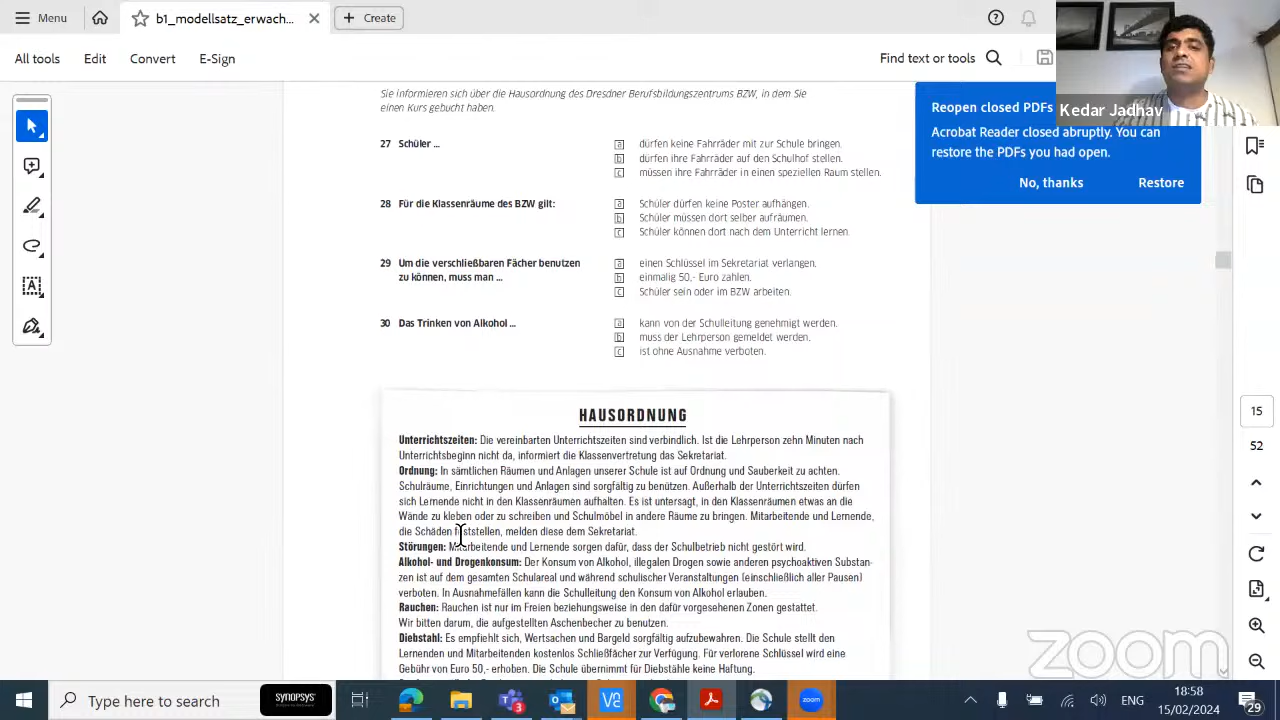 Menu
b1_modellsatz_erwach...
Create
Kedar Jadhav
All tools
Edit
Convert
E-Sign
Find text or tools
Reopen closed PDFs
Acrobat Reader closed abruptly. You can
restore the PDFs you had open.
No, thanks
Restore
Sie informieren sich über die Hausordnung des Dresdner Berufsbildungszentrums BZW, in dem Sie
einen Kurs gebucht haben.
27 Schüler ...
a dürfen keine Fahrräder mit zur Schule bringen.
b dürfen ihre Fahrräder auf den Schulhof stellen.
c müssen ihre Fahrräder in einen speziellen Raum stellen.
28 Für die Klassenräume des BZW gilt:
a Schüler dürfen keine Poster aufhängen.
b Schüler müssen dort selber aufräumen.
c Schüler können dort nach dem Unterricht lernen.
29 Um die verschließbaren Fächer benutzen
zu können, muss man ...
a einen Schlüssel im Sekretariat verlangen.
b einmalig 50,- Euro zahlen.
c Schüler sein oder im BZW arbeiten.
30 Das Trinken von Alkohol ...
a kann von der Schulleitung genehmigt werden.
b muss der Lehrperson gemeldet werden.
c ist ohne Ausnahme verboten.
HAUSORDNUNG
Unterrichtszeiten: Die vereinbarten Unterrichtszeiten sind verbindlich. Ist die Lehrperson zehn Minuten nach
Unterrichtsbeginn nicht da, informiert die Klassenvertretung das Sekretariat.
Ordnung: In sämtlichen Räumen und Anlagen unserer Schule ist auf Ordnung und Sauberkeit zu achten.
Schulräume, Einrichtungen und Anlagen sind sorgfältig zu benützen. Außerhalb der Unterrichtszeiten dürfen
sich Lernende nicht in den Klassenräumen aufhalten. Es ist untersagt, in den Klassenräumen etwas an die
Wände zu kleben oder zu schreiben und Schulmöbel in andere Räume zu bringen. Mitarbeitende und Lernende,
die Schäden feststellen, melden diese dem Sekretariat.
Störungen: Mitarbeitende und Lernende sorgen dafür, dass der Schulbetrieb nicht gestört wird.
Alkohol- und Drogenkonsum: Der Konsum von Alkohol, illegalen Drogen sowie anderen psychoaktiven Substan-
zen ist auf dem gesamten Schulareal und während schulischer Veranstaltungen (einschließlich aller Pausen)
verboten. In Ausnahmefällen kann die Schulleitung den Konsum von Alkohol erlauben.
Rauchen: Rauchen ist nur im Freien beziehungsweise in den dafür vorgesehenen Zonen gestattet.
Wir bitten darum, die aufgestellten Aschenbecher zu benutzen.
Diebstahl: Es empfiehlt sich, Wertsachen und Bargeld sorgfältig aufzubewahren. Die Schule stellt den
Lernenden und Mitarbeitenden kostenlos Schließfächer zur Verfügung. Für verlorene Schlüssel wird eine
Gebühr von Euro 50,- erhoben. Die Schule übernimmt für Diebstähle keine Haftung.
15
52
zoom
Type here to search
SYNOPSYS
3
zoom
ENG
18:58
15/02/2024
29